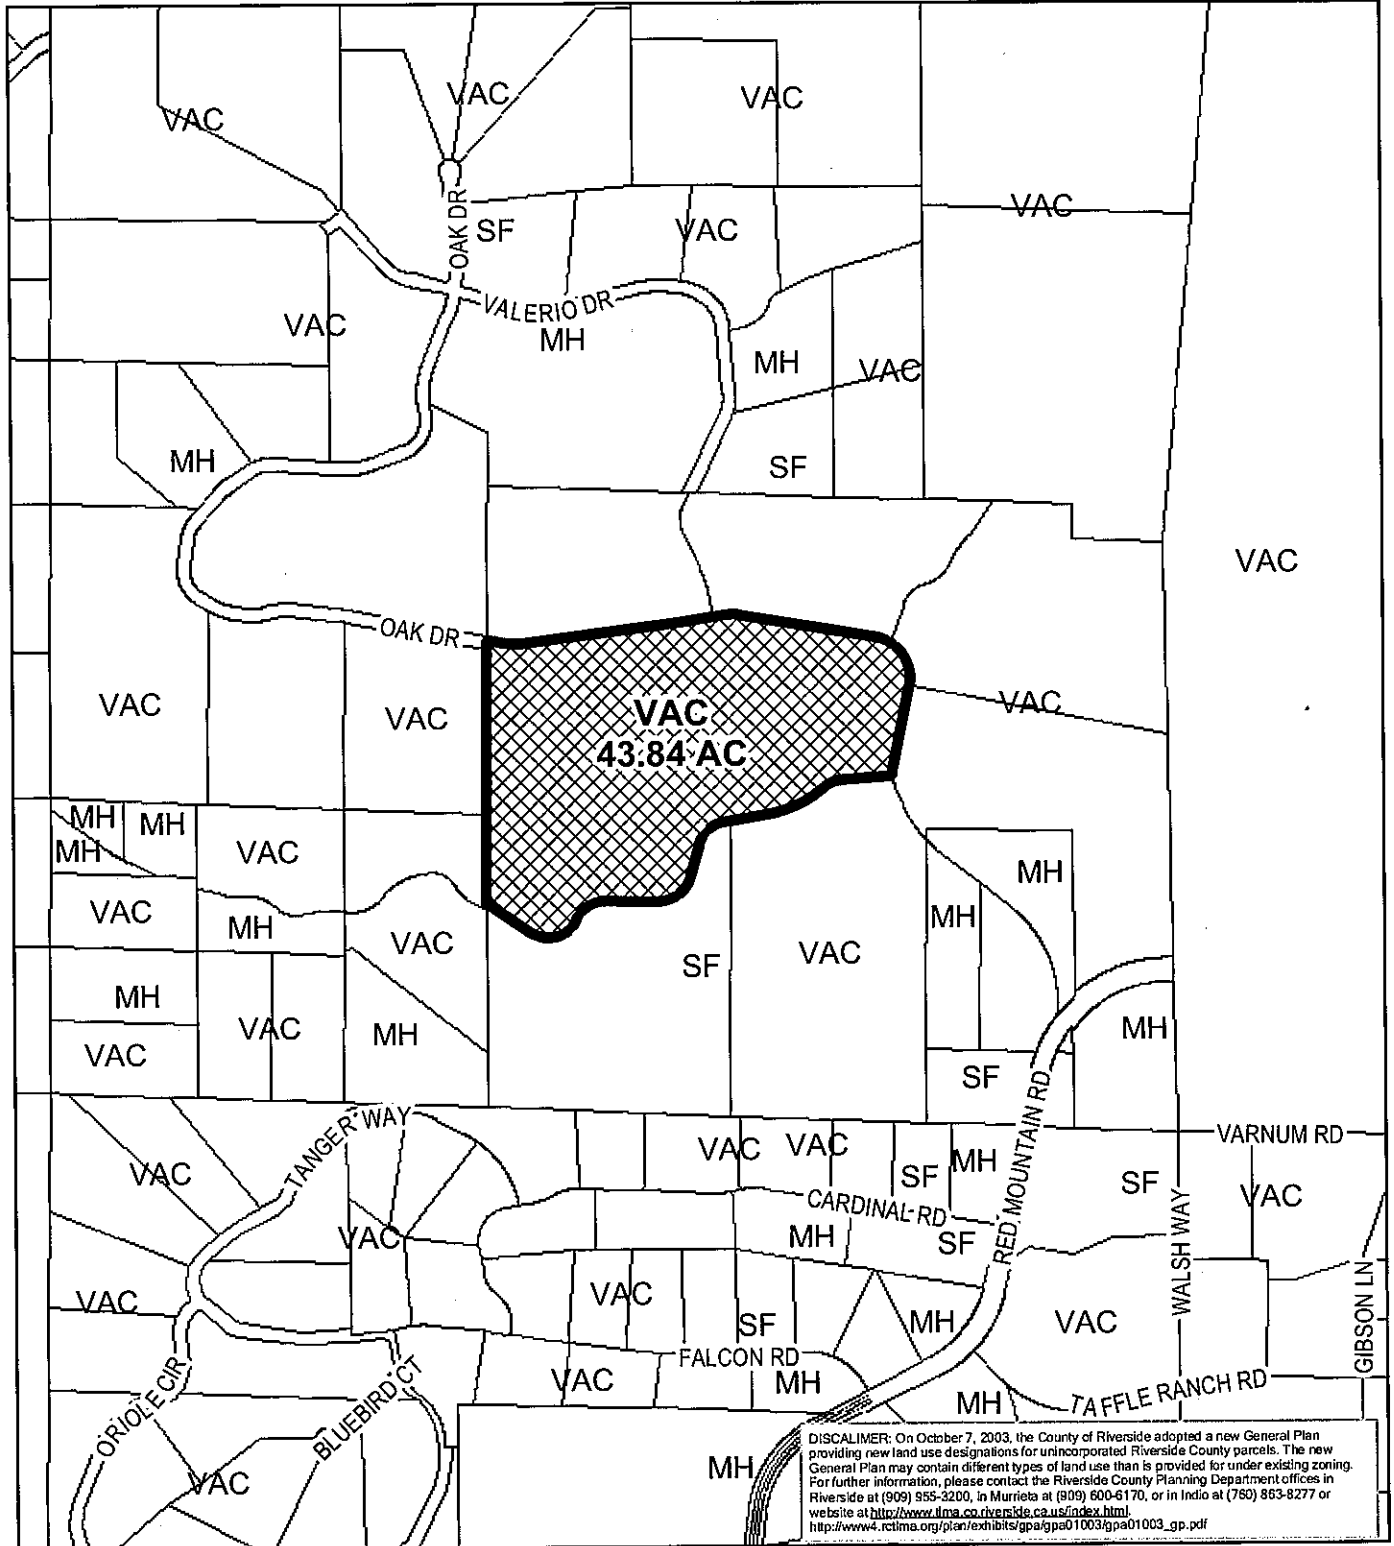 VAC
VAC
VAC
VAC
OAK DR
SF
VAC
VALERIO DR
VAC
MH
MH
VAC
MH
SF
VAC
OAK DR
VAC
VAC
VAC
43.84 AC
VAC
MH
MH
MH
VAC
MH
VAC
MH
MH
VAC
SF
VAC
MH
VAC
MH
VAC
MH
SF
MH
RED MOUNTAIN RD
TANGER WAY
VAC
VAC
VAC
SF
MH
SF
VARNUM RD
VAC
CARDINAL RD
MH
SF
VAC
WALSH WAY
VAC
VAC
SF
MH
VAC
GIBSON LN
FALCON RD
VAC
MH
MH
TAFFLE RANCH RD
ORIOLE CIR
BLUEBIRD CT
VAC
MH
DISCALIMER: On October 7, 2003, the County of Riverside adopted a new General Plan
providing new land use designations for unincorporated Riverside County parcels. The new
General Plan may contain different types of land use than is provided for under existing zoning.
For further information, please contact the Riverside County Planning Department offices in
Riverside at (909) 955-3200, in Murrieta at (909) 600-6170, or in Indio at (760) 863-8277 or
website at http://www.tlma.co.riverside.ca.us/index.html.
http://www4.rctlma.org/plan/exhibits/gpa/gpa01003/gpa01003_gp.pdf